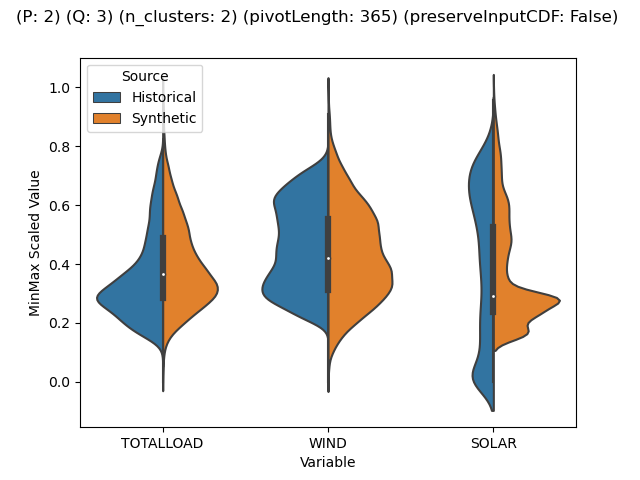 (P: 2) (Q: 3) (n_clusters: 2) (pivotLength: 365) (preserveInputCDF: False)
Source
Historical
Synthetic
MinMax Scaled Value
1.0
0.8
0.6
0.4
0.2
0.0
TOTALLOAD
WIND
SOLAR
Variable